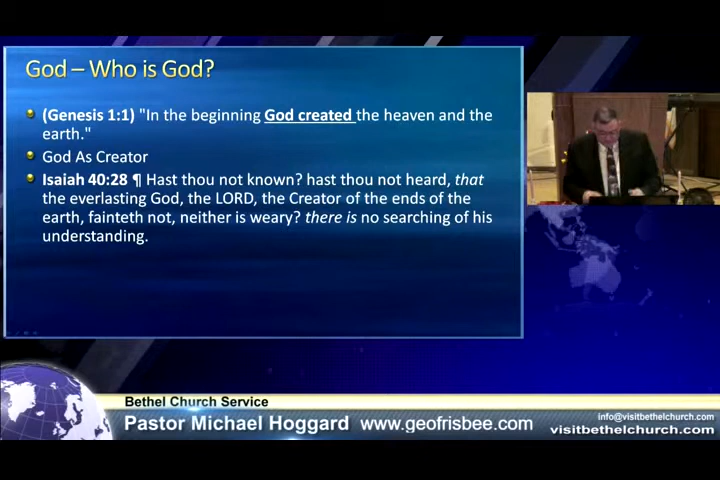 God – Who is God?
(Genesis 1:1) "In the beginning God created the heaven and the
earth."
God As Creator
Isaiah 40:28 ¶ Hast thou not known? hast thou not heard, that
the everlasting God, the LORD, the Creator of the ends of the
earth, fainteth not, neither is weary? there is no searching of his
understanding.
Bethel Church Service
Pastor Michael Hoggard www.geofrisbee.com
info@visitbethelchurch.com
visitbethelchurch.com